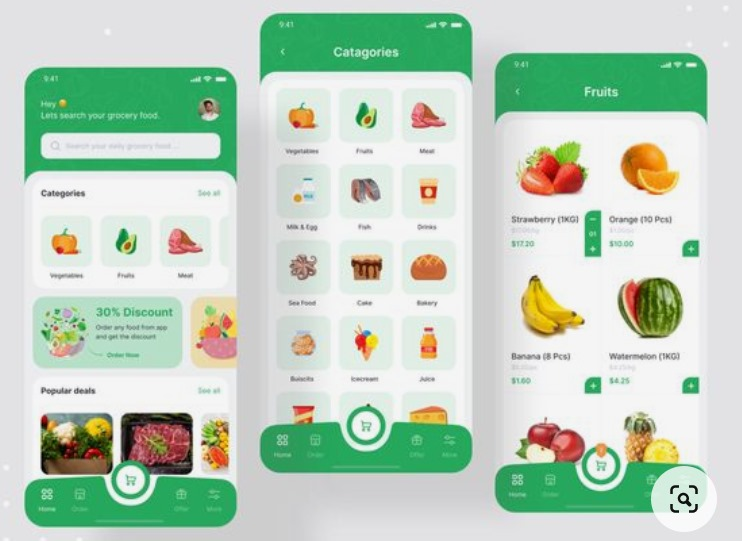 9:41
Hey
Lets search your grocery food.
Search your daily grocery food ...
Categories
See all
Vegetables
Fruits
Meat
30% Discount
Order any food from app
and get the discount
Order Now
Popular deals
See all
Home
Order
Offer
More
9:41
Catagories
Vegetables
Fruits
Meat
Milk & Egg
Fish
Drinks
Sea Food
Cake
Bakery
Buiscits
Icecreamt
Juice
Home
Order
Offer
More
9:41
Fruits
Strawberry (1KG)
$17.20
01
Orange (10 Pcs)
$10.00
Banana (8 Pcs)
$1.60
Watermelon (1KG)
$4.25
Home
Order